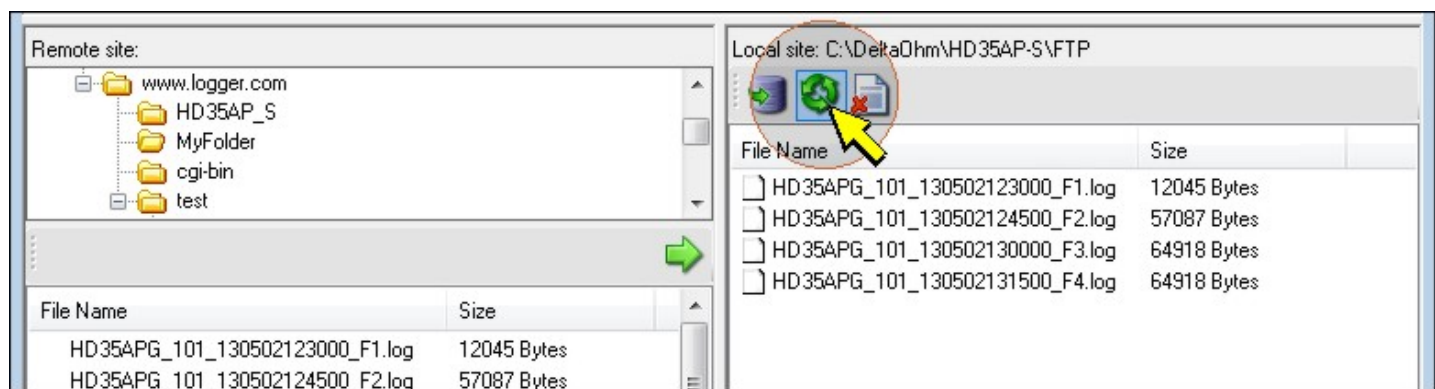 Remote site:
www.logger.com
HD35AP_S
MyFolder
cgi-bin
test
File Name Size
HD35APG_101_130502123000_F1.log 12045 Bytes
HD35APG_101_130502124500_F2.log 57087 Bytes
Local site: C:\DeltaOhm\HD35AP-S\FTP
File Name Size
HD35APG_101_130502123000_F1.log 12045 Bytes
HD35APG_101_130502124500_F2.log 57087 Bytes
HD35APG_101_130502130000_F3.log 64918 Bytes
HD35APG_101_130502131500_F4.log 64918 Bytes